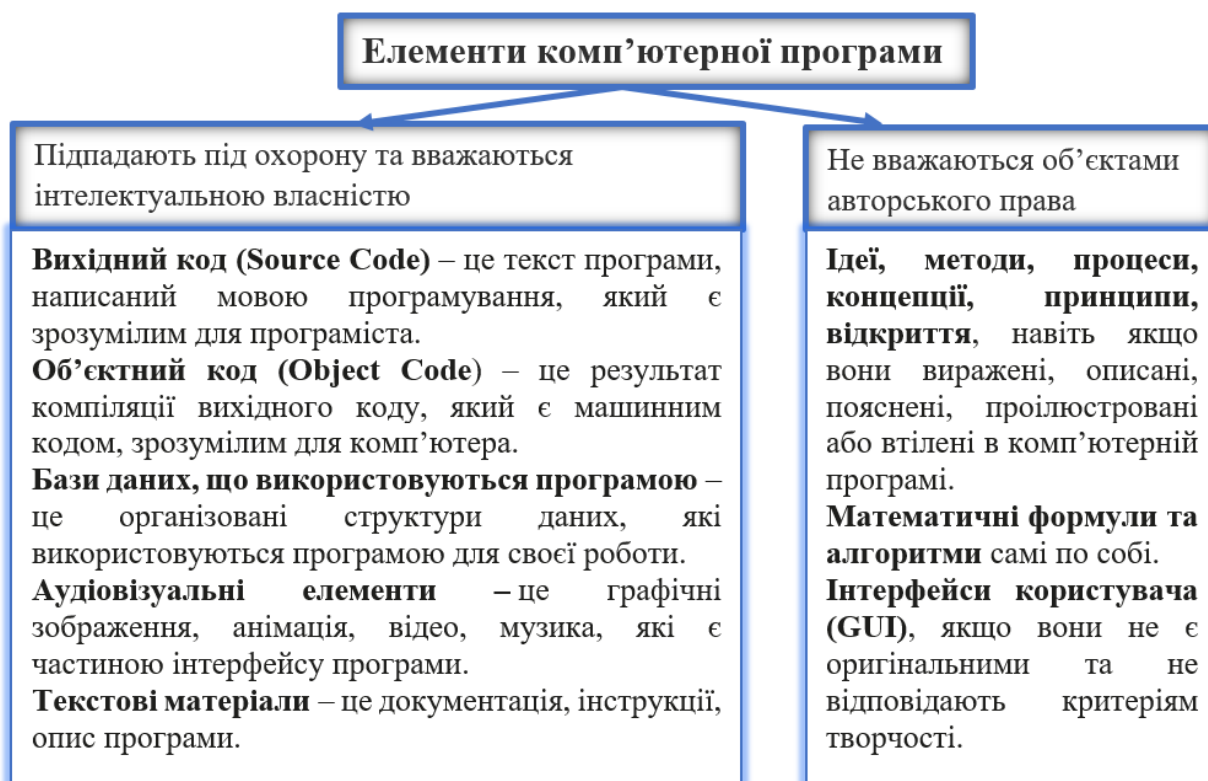 Елементи комп’ютерної програми
Підпадають під охорону та вважаються
інтелектуальною власністю
Вихідний код (Source Code) – це текст програми,
написаний мовою програмування, який є
зрозумілим для програміста.
Об’єктний код (Object Code) – це результат
компіляції вихідного коду, який є машинним
кодом, зрозумілим для комп’ютера.
Бази даних, що використовуються програмою –
це організовані структури даних, які
використовуються програмою для своєї роботи.
Аудіовізуальні елементи – це графічні
зображення, анімація, відео, музика, які є
частиною інтерфейсу програми.
Текстові матеріали – це документація, інструкції,
опис програми.
Не вважаються об’єктами
авторського права
Ідеї, методи, процеси,
концепції, принципи,
відкриття, навіть якщо
вони виражені, описані,
пояснені, проілюстровані
або втілені в комп’ютерній
програмі.
Математичні формули та
алгоритми самі по собі.
Інтерфейси користувача
(GUI), якщо вони не є
оригінальними та не
відповідають критеріям
творчості.